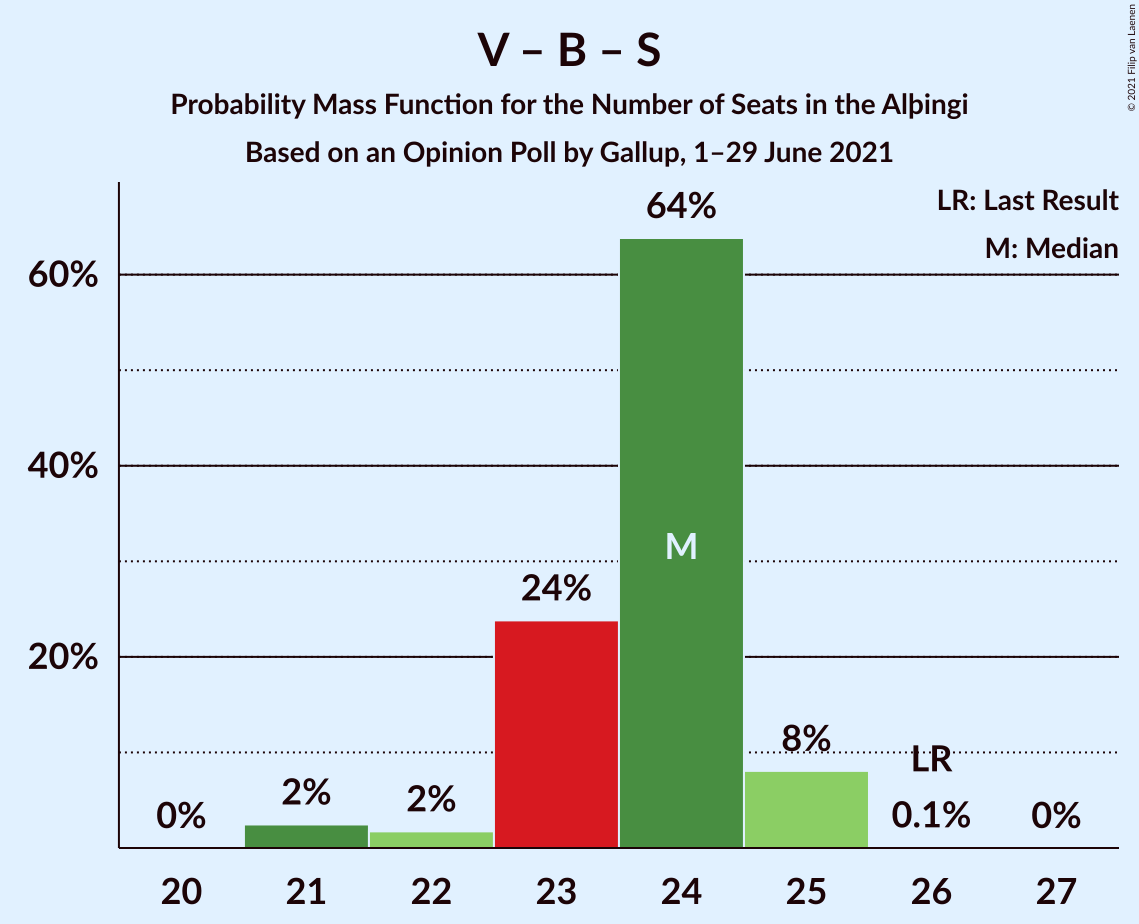 V – B – S
Probability Mass Function for the Number of Seats in the Alþingi
Based on an Opinion Poll by Gallup, 1–29 June 2021
© 2021 Filip van Laenen
LR: Last Result
M: Median
60%
40%
20%
0%
2%
2%
24%
64%
M
8%
LR
0.1%
0%
20
21
22
23
24
25
26
27